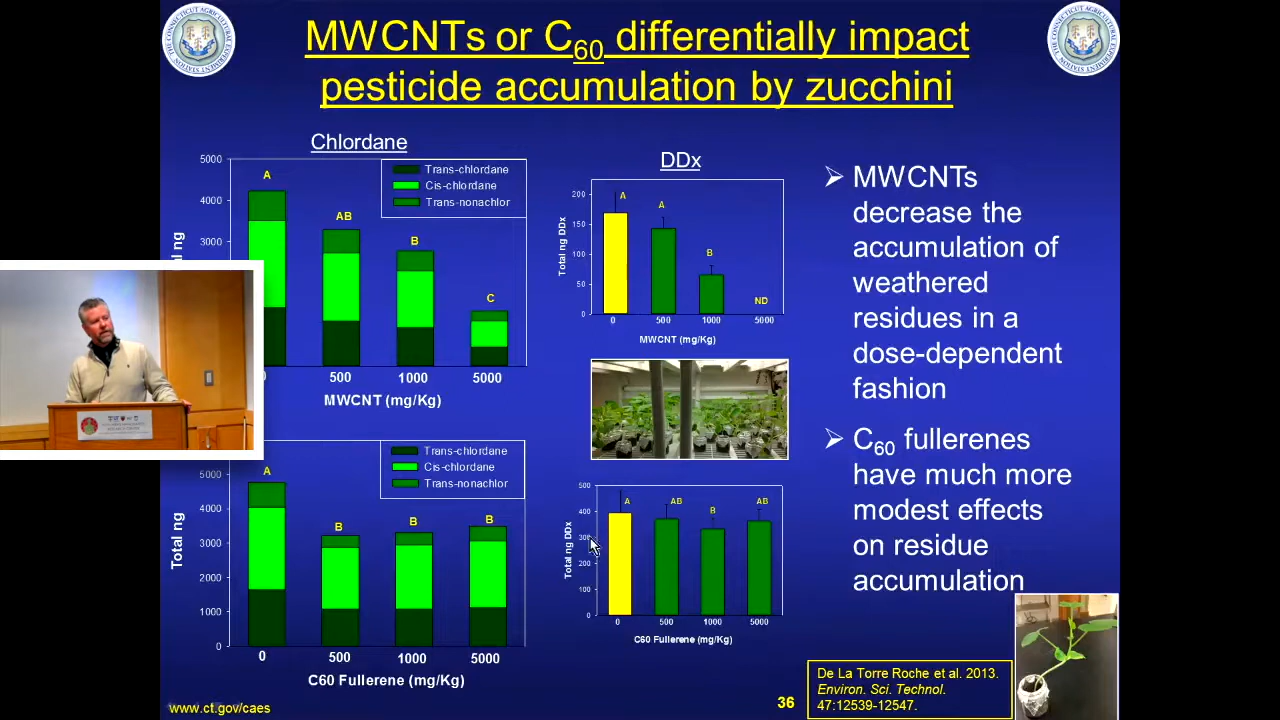 MWCNTs or C60 differentially impact
pesticide accumulation by zucchini
Chlordane
5000
4000
3000
A
AB
B
C
Trans-chlordane
Cis-chlordane
Trans-nonachlor
500
1000
5000
MWCNT (mg/Kg)
DDx
Total ng DDx
200
150
100
50
0
A
A
B
ND
0
500
1000
5000
MWCNT (mg/Kg)
Total ng
5000
4000
3000
2000
1000
0
A
B
B
B
Trans-chlordane
Cis-chlordane
Trans-nonachlor
0
500
1000
5000
C60 Fullerene (mg/Kg)
Total ng DDx
500
400
300
200
100
0
A
AB
B
AB
0
500
1000
5000
C60 Fullerene (mg/Kg)
MWCNTs
decrease the
accumulation of
weathered
residues in a
dose-dependent
fashion
C60 fullerenes
have much more
modest effects
on residue
accumulation
De La Torre Roche et al. 2013.
Environ. Sci. Technol.
47:12539-12547.
36
www.ct.gov/caes